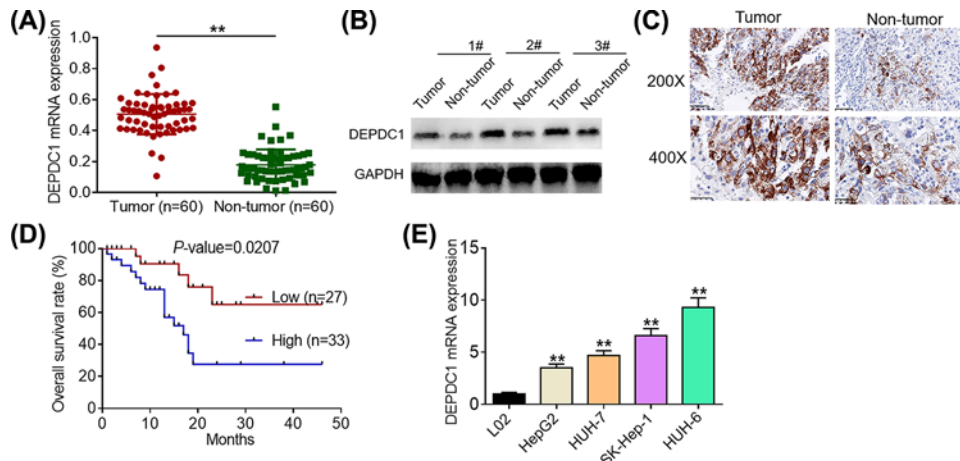 (A)
DEPDC1 mRNA expression
1.0
0.8
0.6
0.4
0.2
0.0
**
Tumor (n=60)
Non-tumor (n=60)
(B)
1#
2#
3#
Tumor
Non-tumor
Tumor
Non-tumor
Tumor
Non-tumor
DEPDC1
GAPDH
(C)
Tumor
Non-tumor
200X
400X
(D)
Overall survival rate (%)
100
80
60
40
20
0
P-value=0.0207
Low (n=27)
High (n=33)
0
10
20
30
40
50
Months
(E)
DEPDC1 mRNA expression
15
10
5
0
**
**
**
**
L02
HepG2
HUH-7
SK-Hep-1
HUH-6